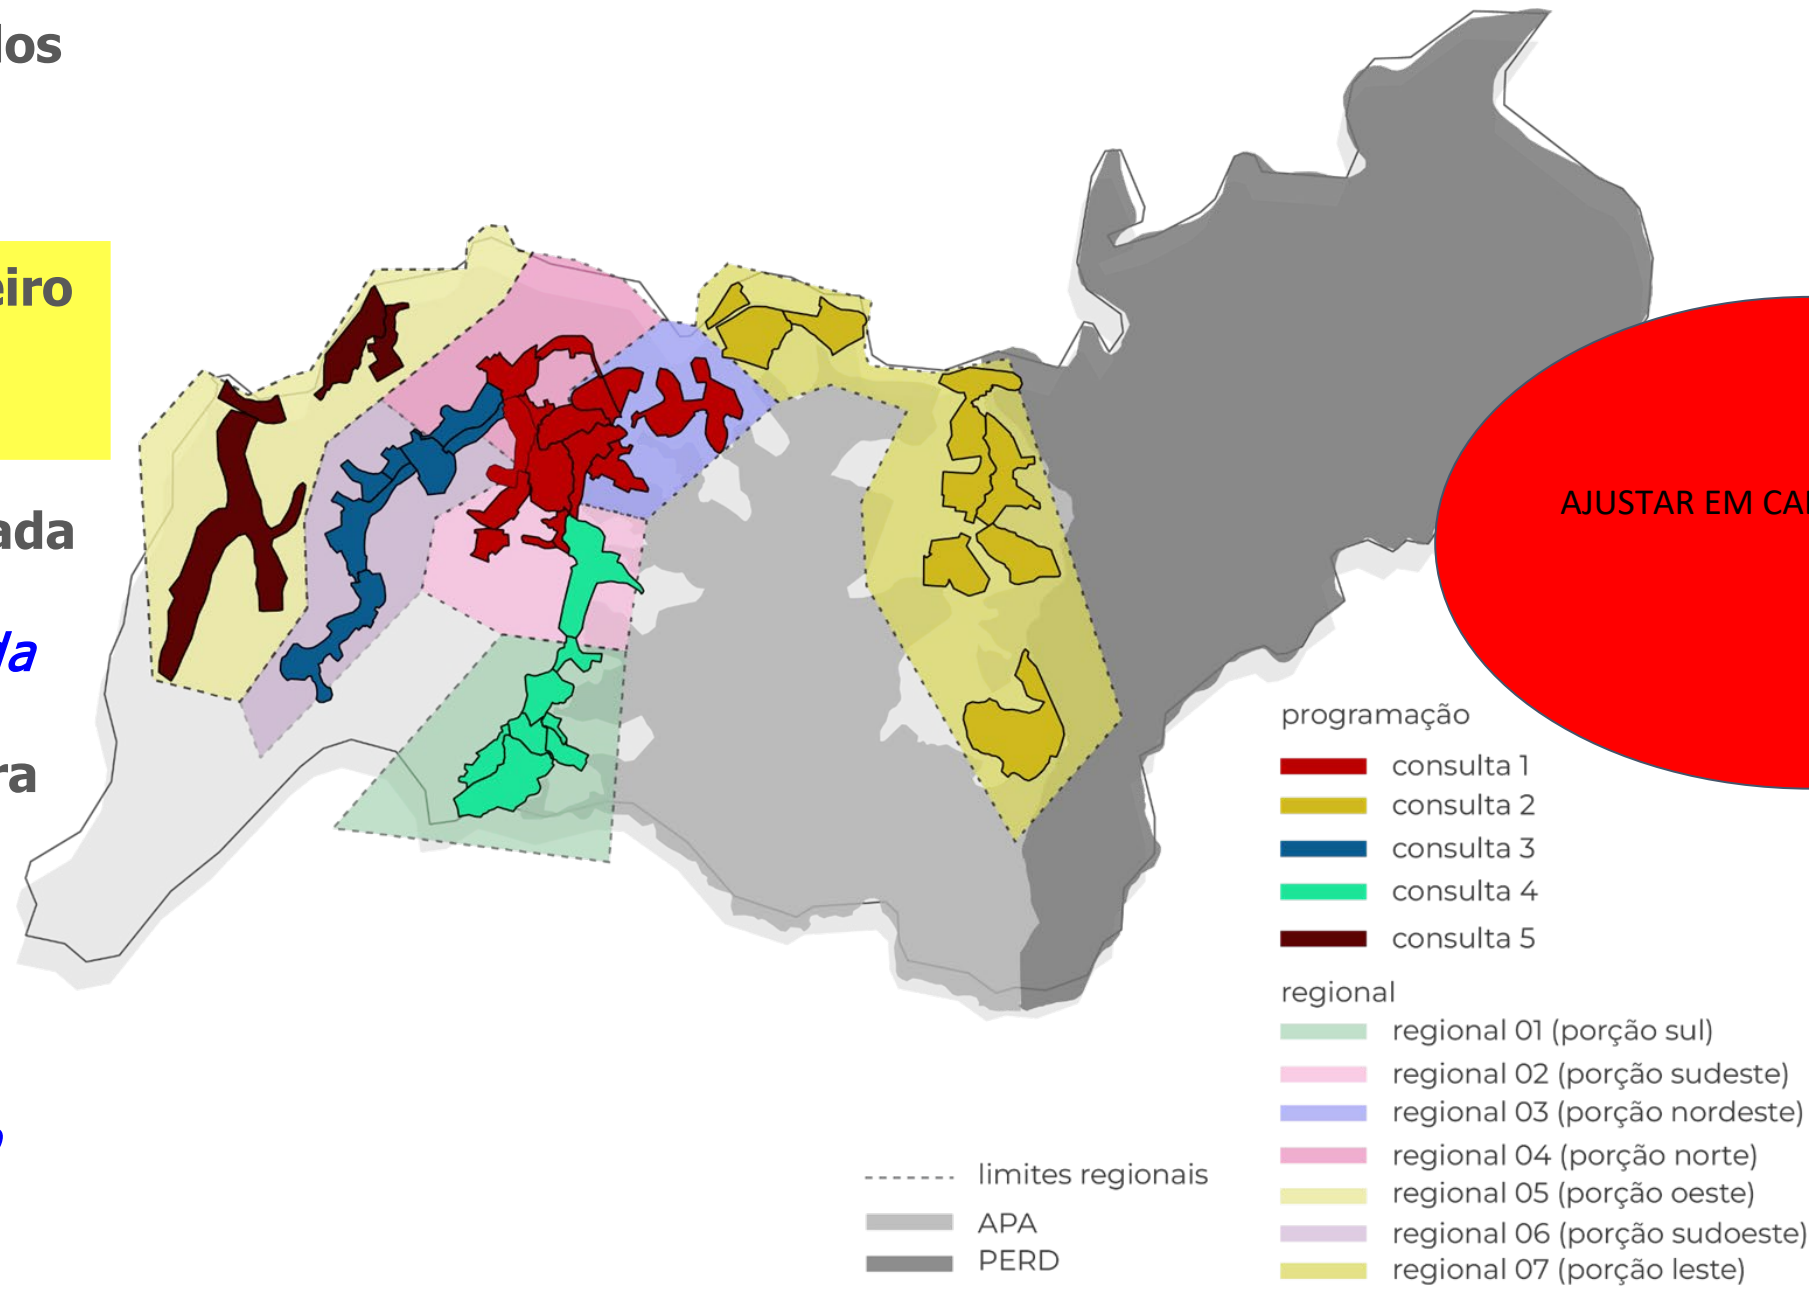 los
eiro
ada
da
ra
AJUSTAR EM CA
programação
consulta 1
consulta 2
consulta 3
consulta 4
consulta 5
regional
regional 01 (porção sul)
regional 02 (porção sudeste)
regional 03 (porção nordeste)
regional 04 (porção norte)
regional 05 (porção oeste)
regional 06 (porção sudoeste)
regional 07 (porção leste)
limites regionais
APA
PERD